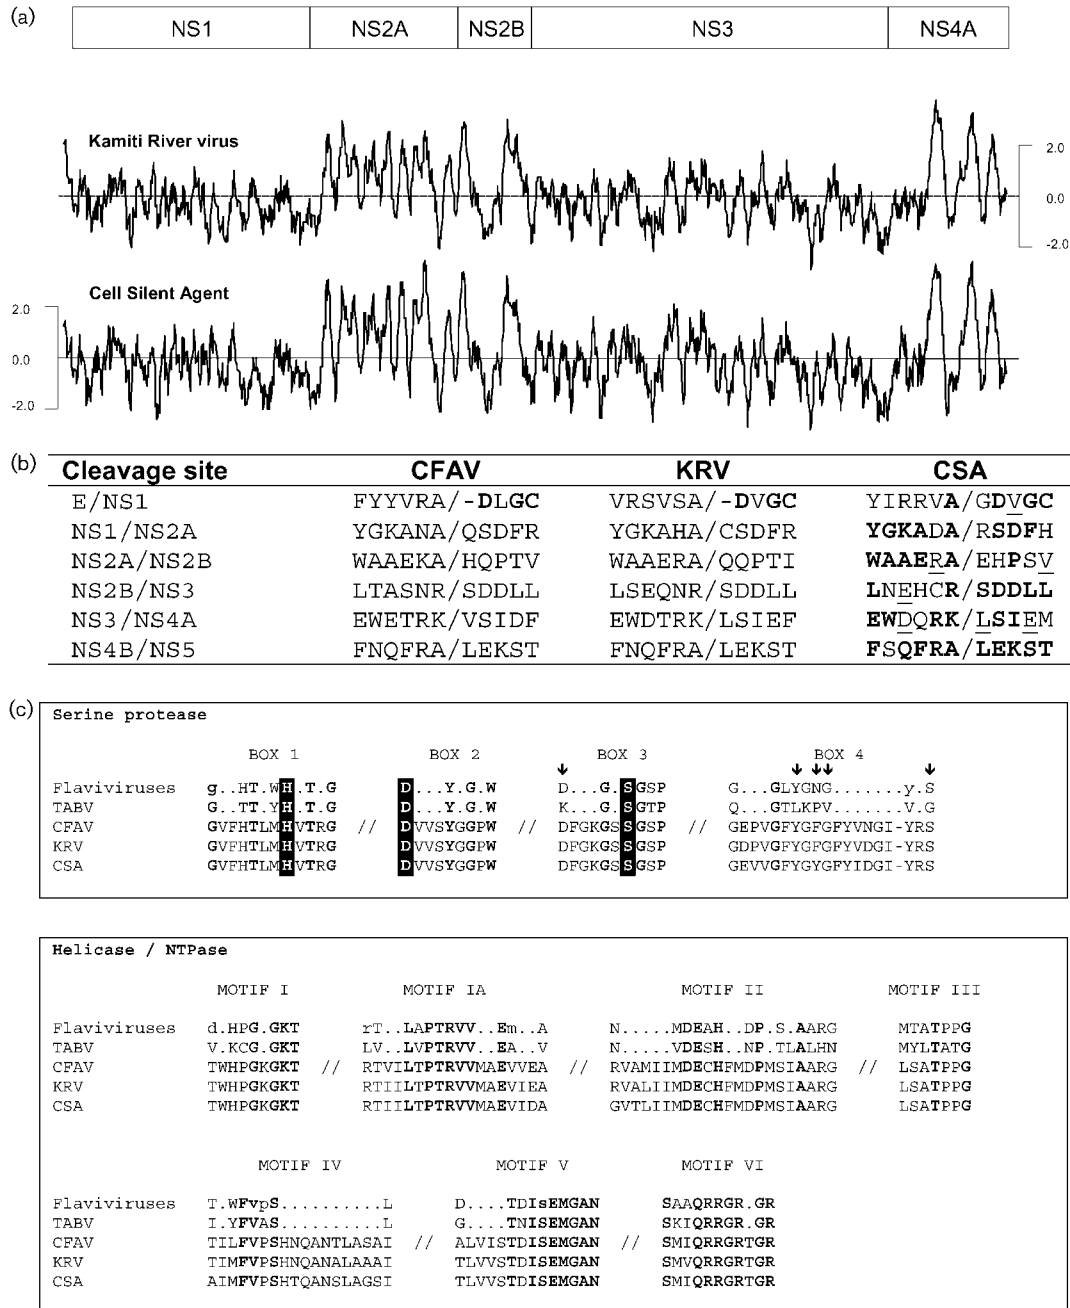 (a)
NS1 NS2A NS2B NS3 NS4A
Kamiti River virus
2.0
0.0
-2.0
Cell Silent Agent
2.0
0.0
-2.0
(b)
Cleavage site CFAV KRV CSA
E/NS1 FYYVRA/-DLGC VRSVSA/-DVGC YIRRVA/GDVGC
NS1/NS2A YGKANA/QSDFR YGKAHA/CSDFR YGKADA/RSDFH
NS2A/NS2B WAAEKA/HQPTV WAAERA/QQPTI WAAERA/EHPSV
NS2B/NS3 LTASNR/SDDLL LSEQNR/SDDLL LNEHCR/SDDLL
NS3/NS4A EWETRK/VSIDF EWDTRK/LSIEF EWDQRK/LSIEM
NS4B/NS5 FNQFRA/LEKST FNQFRA/LEKST FSQFRA/LEKST
(c)
Serine protease
BOX 1 BOX 2 BOX 3 BOX 4
Flaviviruses g..HT.WH.T.G D...Y.G.W D...G.SGSP G...GLYGNG.......y.S
TABV G..TT.YH.T.G D...Y.G.W K...G.SGTP Q...GTLKPV.......V.G
CFAV GVFHTLMHVTRG // DVVSYGGPW // DFGKGSSGSP // GEPVGFYGFGFYVNGI-YRS
KRV GVFHTLMHVTRG DVVSYGGPW DFGKGSSGSP GDPVGFYGFGFYVDGI-YRS
CSA GVFHTLMHVTRG DVVSYGGPW DFGKGSSGSP GEVVGFYGYGFYIDGI-YRS
Helicase / NTPase
MOTIF I MOTIF IA MOTIF II MOTIF III
Flaviviruses d.HPG.GKT rT..LAPTRVV..Em.A N.....MDEAH..DP.S.AARG MTATPPG
TABV V.KCG.GKT LV..LVPTRVV..EA..V N.....VDESH..NP.TLALHN MYLTATG
CFAV TWHPGKGKT // RTVILTPTRVVMAEVVEA // RVAMIIMDECHFMDPMSIAARG // LSATPPG
KRV TWHPGKGKT RTIILTPTRVVMAEVIEA RVALIIMDECHFMDPMSIAARG LSATPPG
CSA TWHPGKGKT RTIILTPTRVVMAEVIDA GVTLIIMDECHFMDPMSIAARG LSATPPG
MOTIF IV MOTIF V MOTIF VI
Flaviviruses T.WFVpS..........L D....TDIsEMGAN SAAQRRGR.GR
TABV I.YFVAS..........L G....TNISEMGAN SKIQRRGRTGR
CFAV TILFVPSHNQANTLASAI // ALVISTDISEMGAN // SMIQRRGRTGR
KRV TIMFVPSHNQANALAAAI TLVVSTDISEMGAN SMVQRRGRTGR
CSA AIMFVPSHTQANSLAGSI TLVVSTDISEMGAN SMIQRRGRTGR